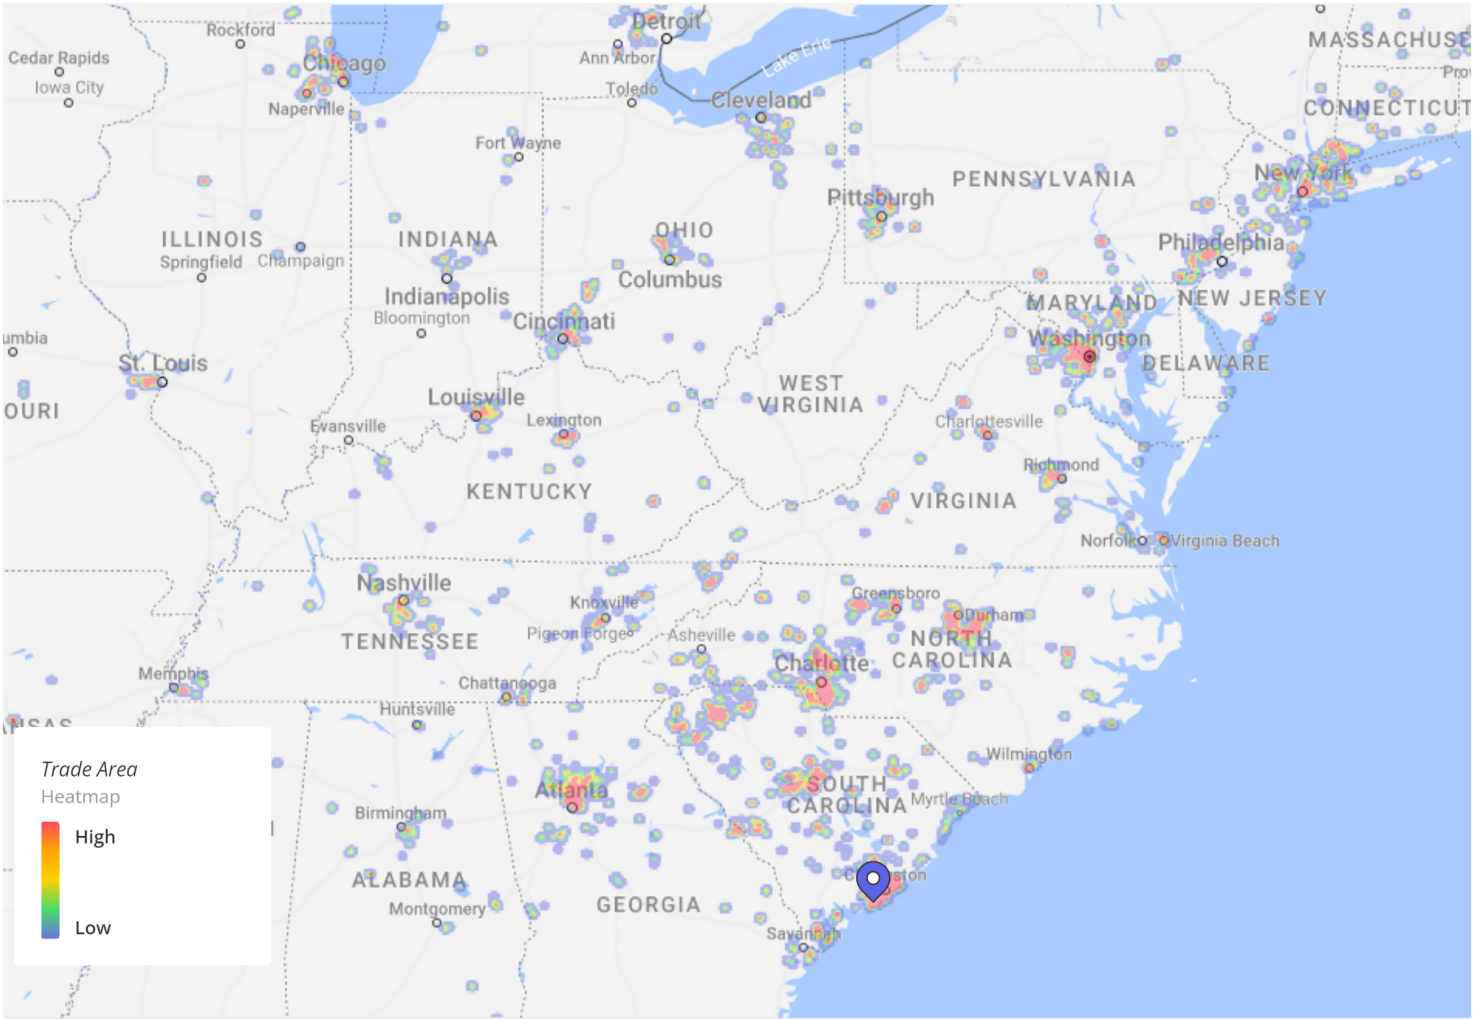 Detroit
Rockford
MASSACHUSE
Lake Erie
Cedar Rapids
Ann Arbor
Chicago
Iowa City
Toledo
Cleveland
CONNECTICUT
Naperville
Fort Wayne
New York
PENNSYLVANIA
Pittsburgh
OHIO
ILLINOIS
INDIANA
Philadelphia
Springfield
Champaign
Columbus
Indianapolis
MARYLAND
NEW JERSEY
Bloomington
Cincinnati
umbia
Washington
St. Louis
DELAWARE
WEST
VIRGINIA
Louisville
OURI
Lexington
Charlottesville
Evansville
Richmond
KENTUCKY
VIRGINIA
Norfolk
Virginia Beach
Nashville
Greensboro
Knoxville
Durham
Pigeon Forge
Asheville
TENNESSEE
NORTH
CAROLINA
Charlotte
Memphis
Chattanooga
Huntsville
ANSAS
Wilmington
Trade Area
Heatmap
High
Low
Atlanta
SOUTH
CAROLINA
Myrtle Beach
Birmingham
ston
ALABAMA
GEORGIA
Montgomery
Savannah